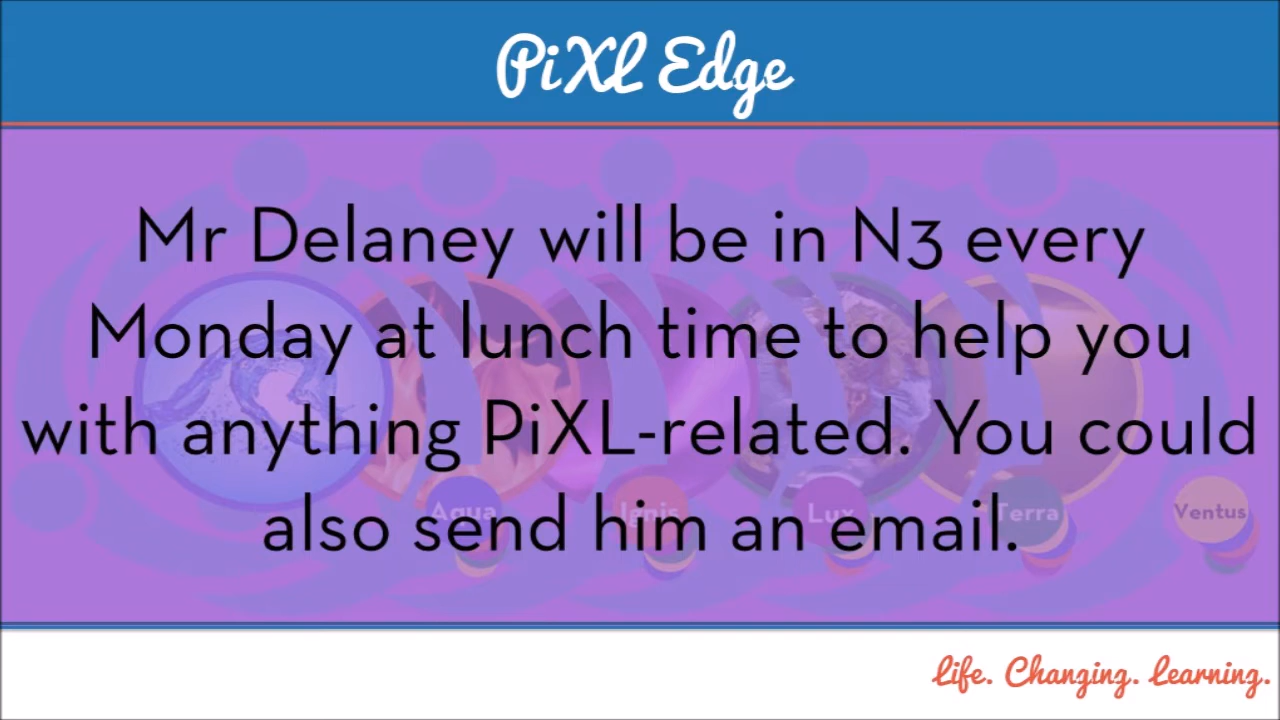 PiXL Edge
Mr Delaney will be in N3 every
Monday at lunch time to help you
with anything PiXL-related. You could
also send him an email.
Aqua Ignis Lux Terra Ventus
Life. Changing. Learning.